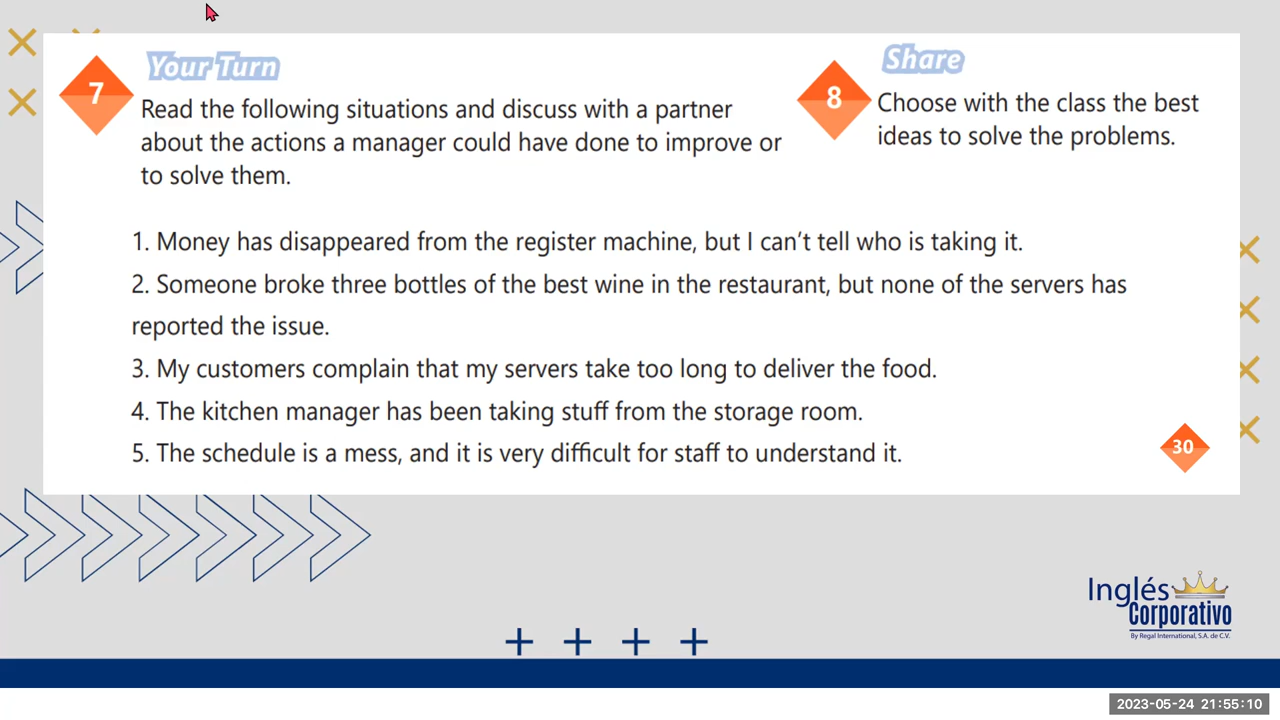 7
Your Turn
Read the following situations and discuss with a partner
about the actions a manager could have done to improve or
to solve them.
8
Share
Choose with the class the best
ideas to solve the problems.
1. Money has disappeared from the register machine, but I can't tell who is taking it.
2. Someone broke three bottles of the best wine in the restaurant, but none of the servers has
reported the issue.
3. My customers complain that my servers take too long to deliver the food.
4. The kitchen manager has been taking stuff from the storage room.
5. The schedule is a mess, and it is very difficult for staff to understand it.
30
Inglés
Corporativo
By Regal International, S.A. de C.V.
2023-05-24 21:55:10